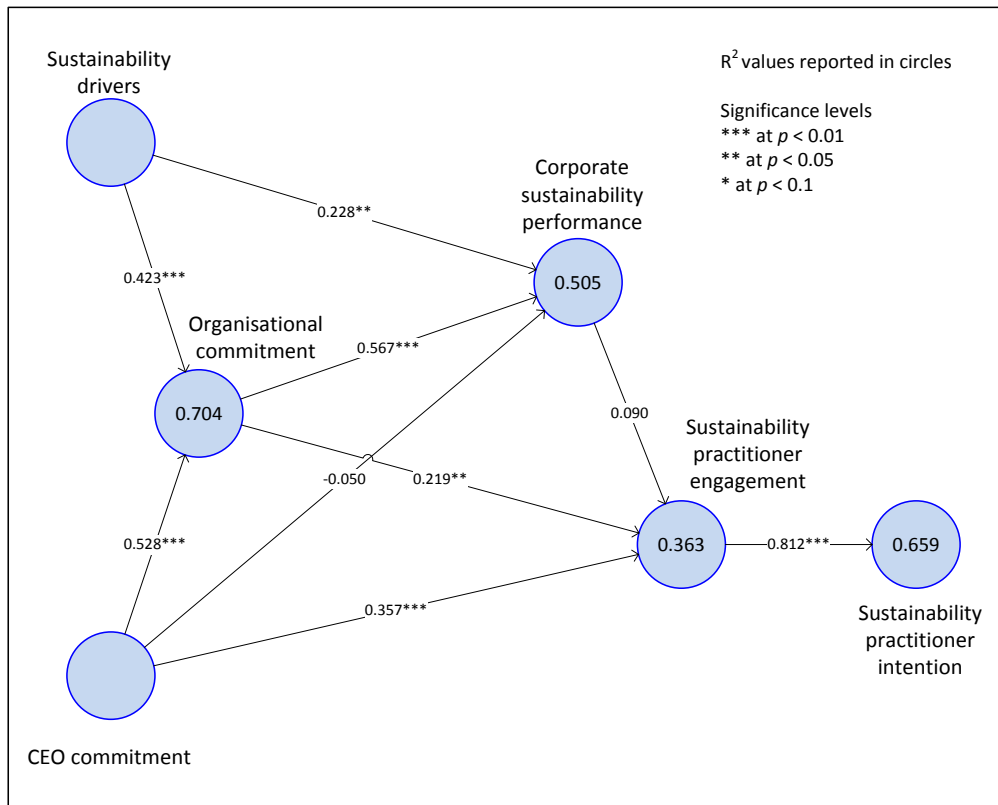 Sustainability
drivers
R² values reported in circles
Significance levels
*** at p < 0.01
** at p < 0.05
* at p < 0.1
Corporate
sustainability
performance
0.228**
0.505
0.423***
Organisational
commitment
0.567***
0.704
0.090
Sustainability
practitioner
engagement
-0.050
0.219**
0.528***
0.363
0.812***
0.659
0.357***
Sustainability
practitioner
intention
CEO commitment